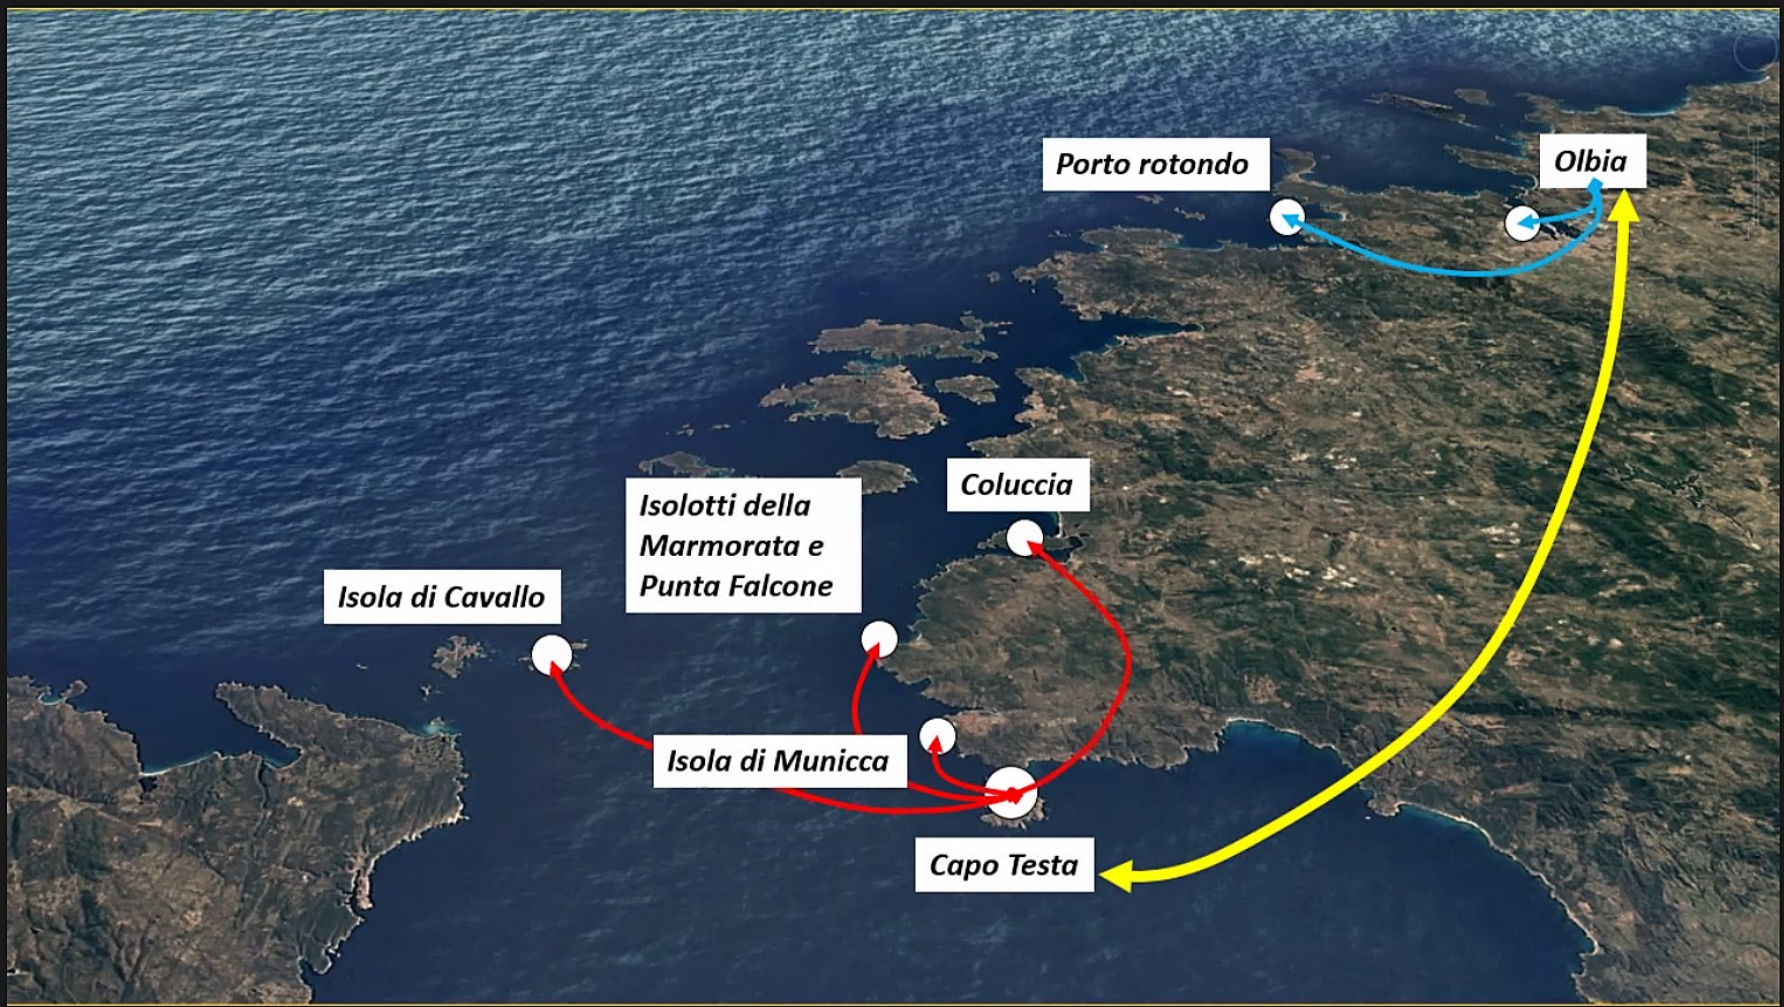 Porto rotondo
Olbia
Coluccia
Isolotti della
Marmorata e
Punta Falcone
Isola di Cavallo
Isola di Municca
Capo Testa